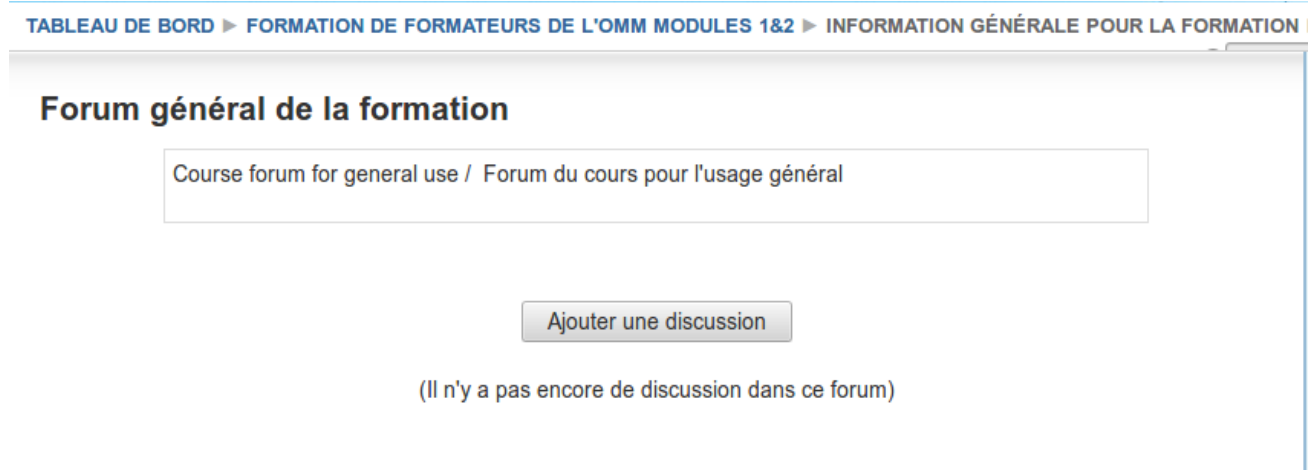 TABLEAU DE BORD ► FORMATION DE FORMATEURS DE L'OMM MODULES 1&2 ► INFORMATION GÉNÉRALE POUR LA FORMATION
Forum général de la formation
Course forum for general use / Forum du cours pour l'usage général
Ajouter une discussion
(Il n'y a pas encore de discussion dans ce forum)